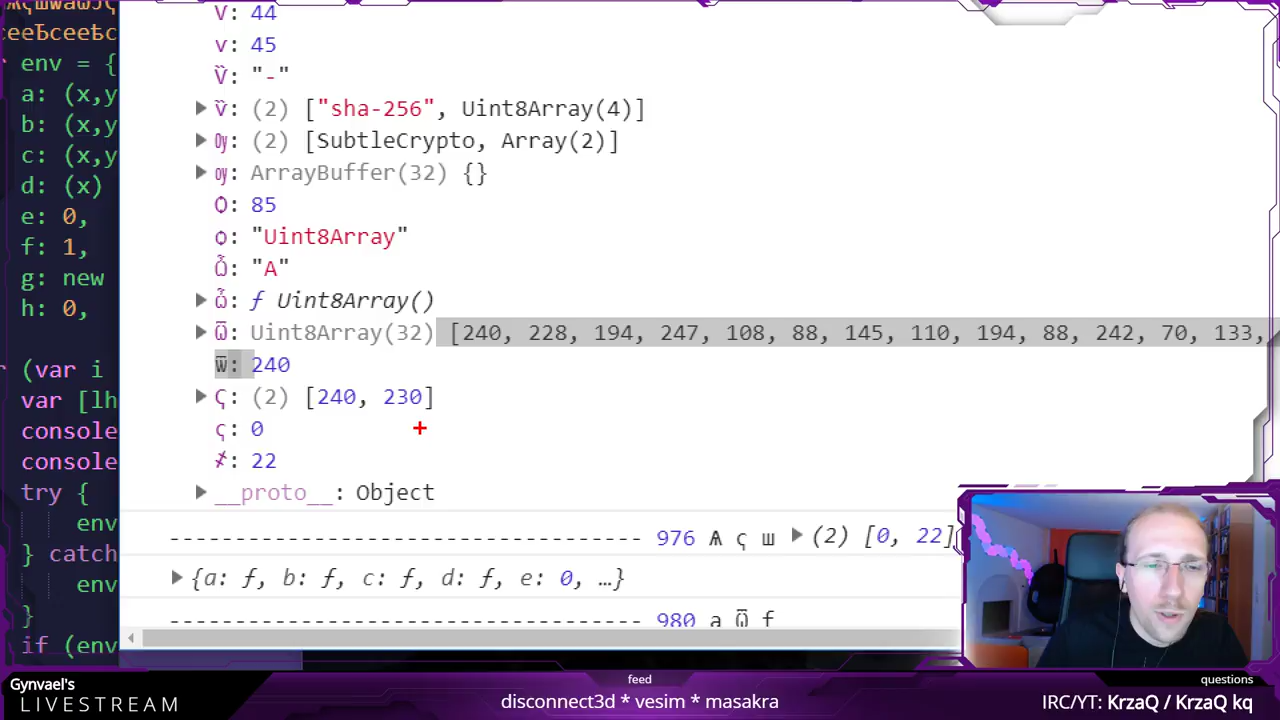 V: 44
v: 45
Ѷ: "-"
ѷ: (2) ["sha-256", Uint8Array(4)]
Ѹ: (2) [SubtleCrypto, Array(2)]
ѹ: ArrayBuffer(32) {}
Ѻ: 85
ѻ: "Uint8Array"
Ѽ: "A"
ѽ: ƒ Uint8Array()
Ѿ: Uint8Array(32) [240, 228, 194, 247, 108, 88, 145, 110, 194, 88, 242, 70, 133,
ѿ: 240
Ҁ: (2) [240, 230]
ҁ: 0
҂: 22
__proto__: Object
------------------------------------ 976 Ѧ ҁ ш (2) [0, 22]
{a: ƒ, b: ƒ, c: ƒ, d: ƒ, e: 0, …}
------------------------------------ 980 a Ѿ f
ceeЪceeѢc
env = {
a: (x,y
b: (x,y
c: (x,y
d: (x)
e: 0,
f: 1,
g: new
h: 0,
(var i
var [lh
console
console
try {
env
} catch
env
}
if (env
Gynvael's
LIVESTREAM
feed
disconnect3d * vesim * masakra
questions
IRC/YT: KrzaQ / KrzaQ kq